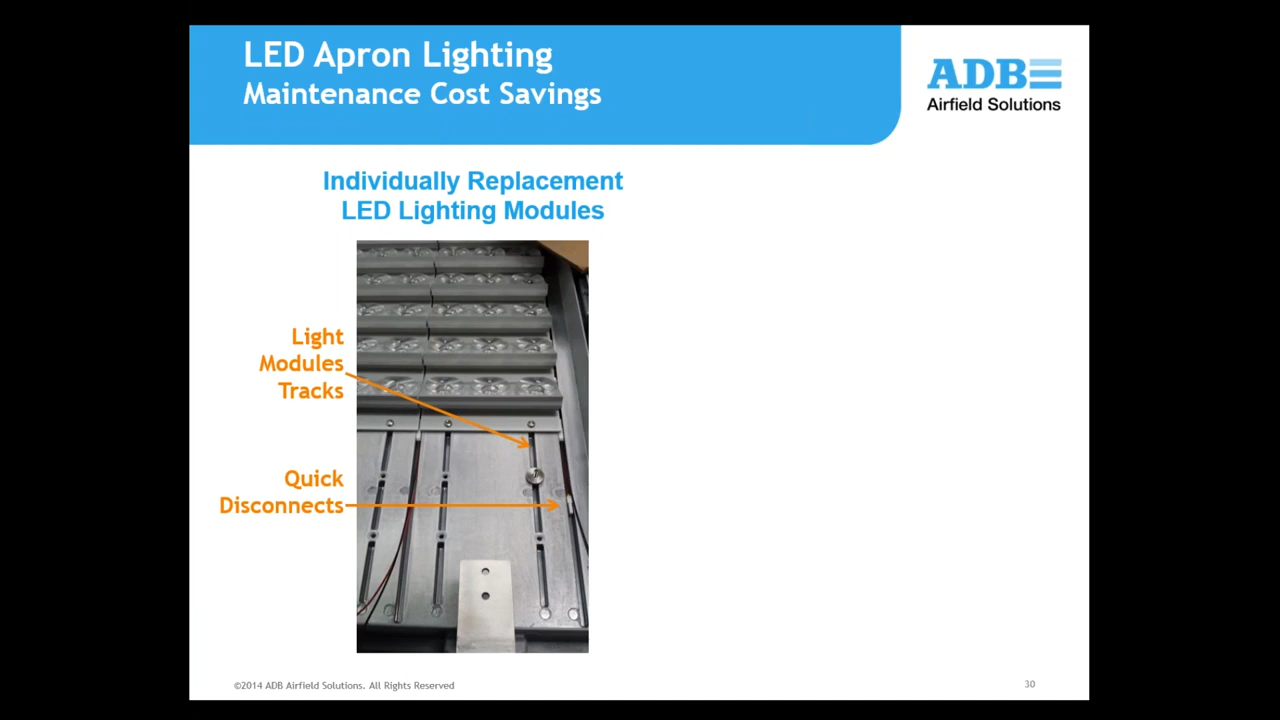 LED Apron Lighting
Maintenance Cost Savings
ADB
Airfield Solutions
Individually Replacement
LED Lighting Modules
Light
Modules
Tracks
Quick
Disconnects
©2014 ADB Airfield Solutions. All Rights Reserved
30